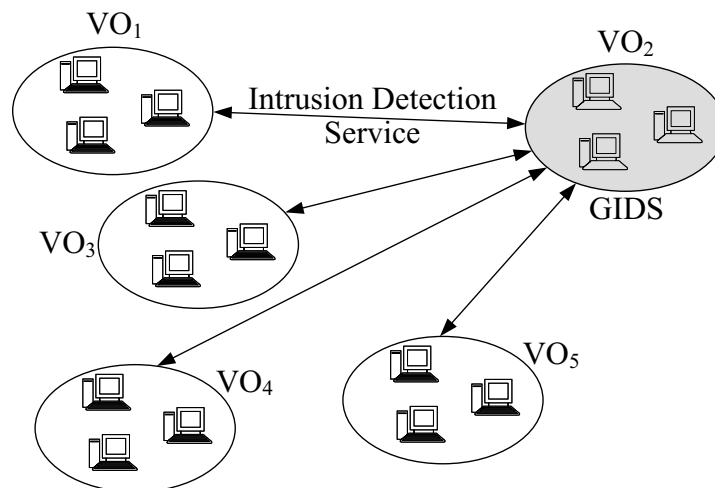 VO₁
VO₂
Intrusion Detection
Service
GIDS
VO₃
VO₄
VO₅